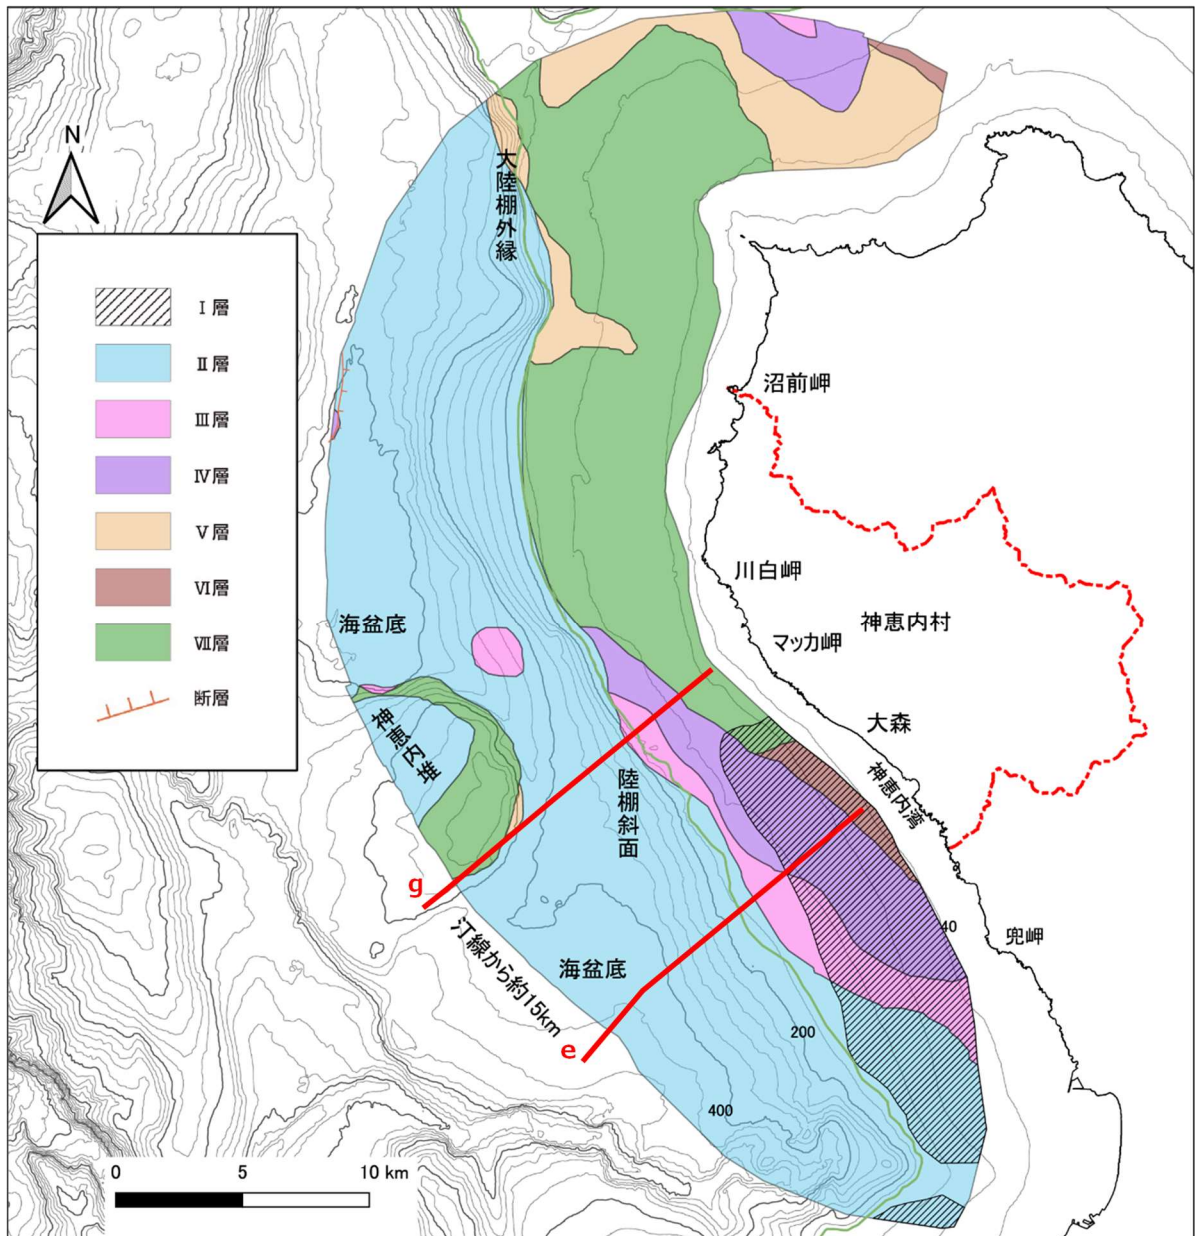 N
Ⅰ層
Ⅱ層
Ⅲ層
Ⅳ層
Ⅴ層
Ⅵ層
Ⅶ層
断層
大陸棚外縁
沼前岬
川白岬
神恵内村
マッカ岬
大森
神恵内湾
兜岬
海盆底
神恵内堆
陸棚斜面
g
汀線から約15km
海盆底
e
40
200
400
0 5 10 km